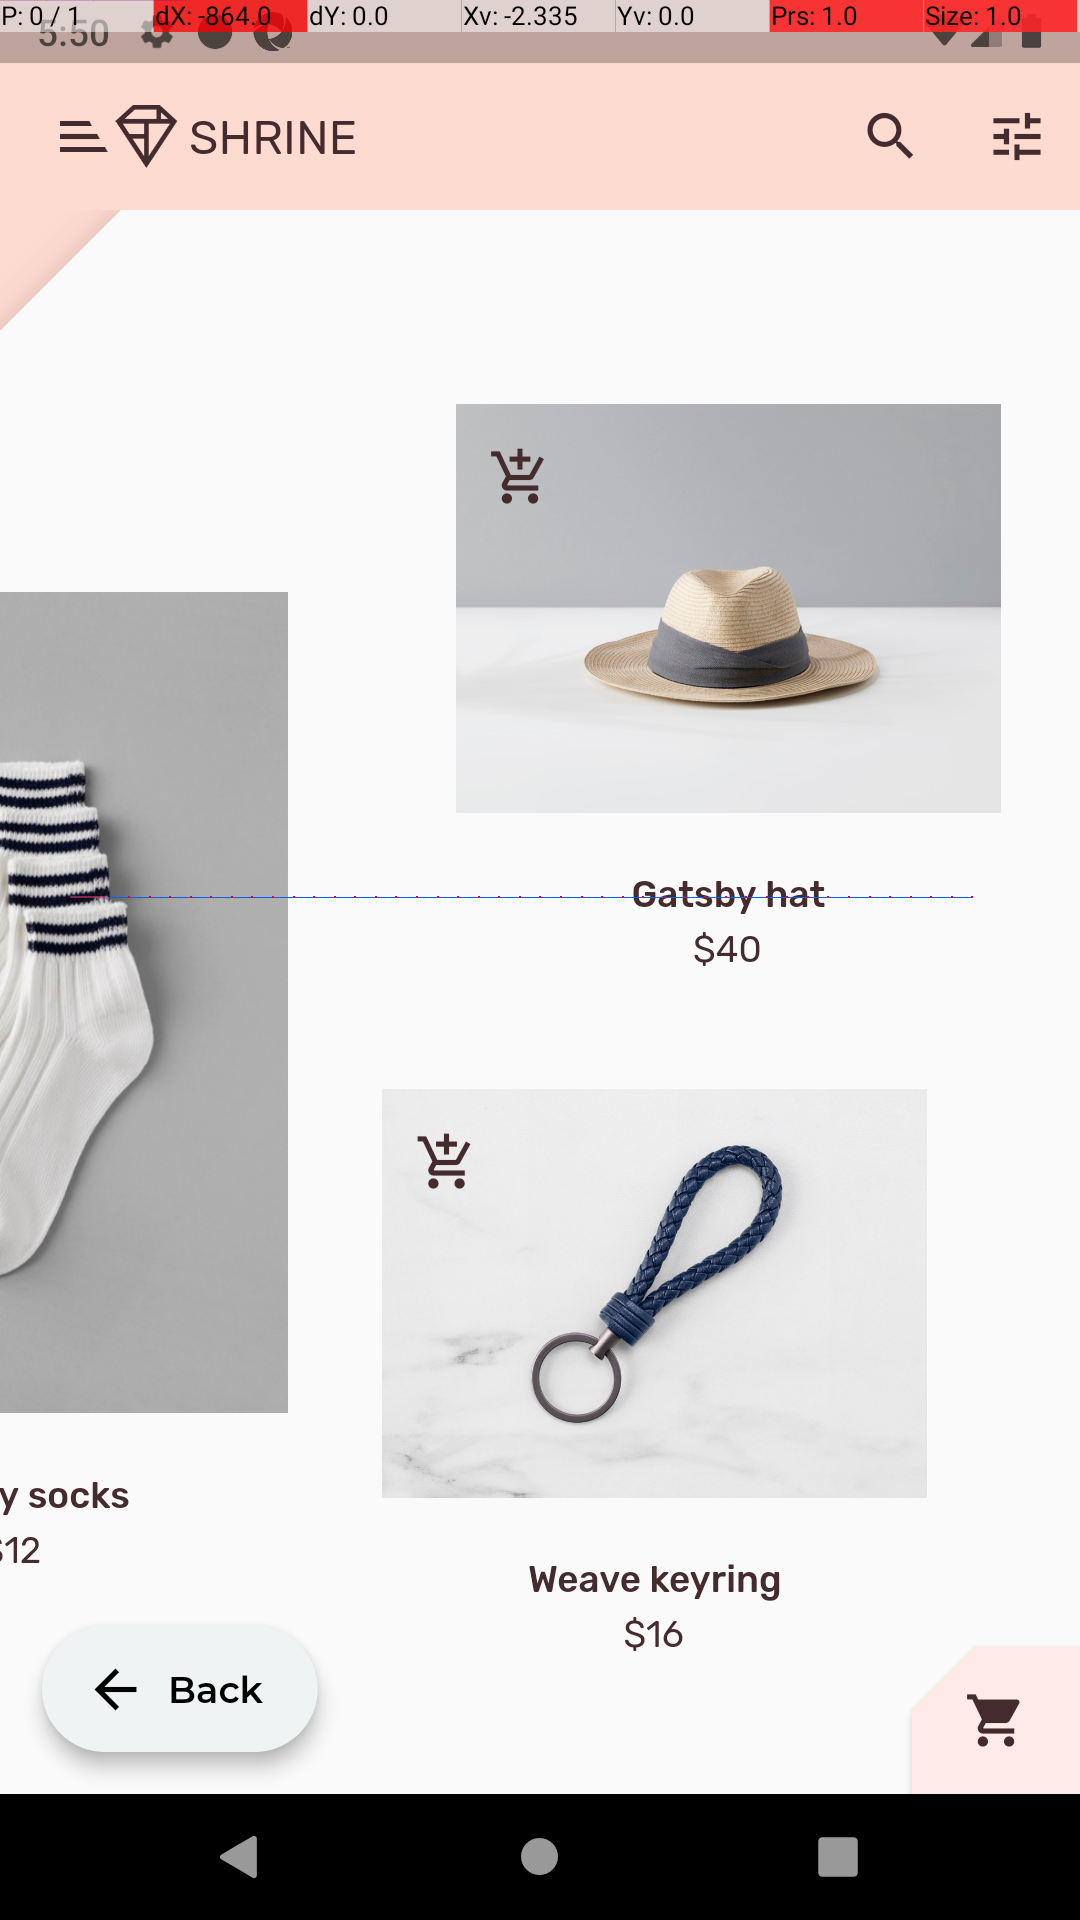 P: 0 / 1 dX: -864.0 dY: 0.0 Xv: -2.335 Yv: 0.0 Prs: 1.0 Size: 1.0
5:50
SHRINE
Gatsby hat
$40
y socks
$12
Weave keyring
$16
Back